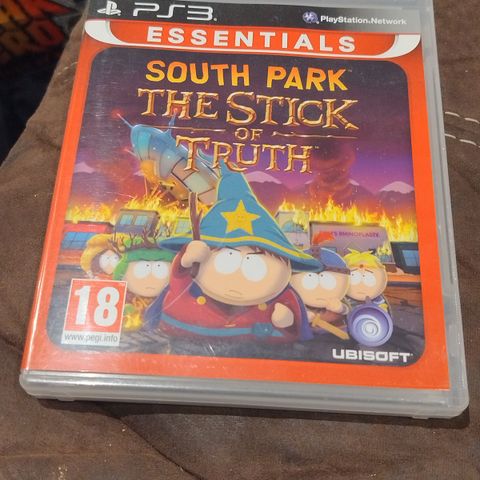 PS3
PlayStation.Network
ESSENTIALS
SOUTH PARK
THE STICK
OF
TRUTH
18
www.pegi.info
UBISOFT